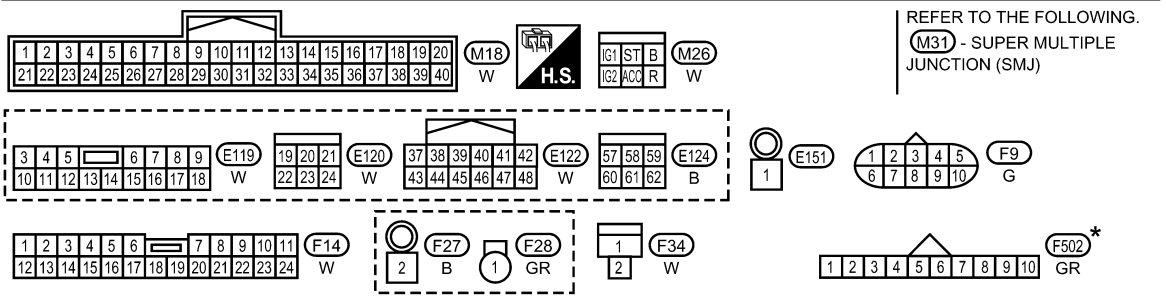 1 2 3 4 5 6 7 8 9 10 11 12 13 14 15 16 17 18 19 20
21 22 23 24 25 26 27 28 29 30 31 32 33 34 35 36 37 38 39 40
M18
W
H.S.
IG1 ST B
IG2 ACC R
M26
W
REFER TO THE FOLLOWING.
M31 - SUPER MULTIPLE
JUNCTION (SMJ)
3 4 5 6 7 8 9
10 11 12 13 14 15 16 17 18
E119
W
19 20 21
22 23 24
E120
W
37 38 39 40 41 42
43 44 45 46 47 48
E122
W
57 58 59
60 61 62
E124
B
1
E151
1 2 3 4 5
6 7 8 9 10
F9
G
1 2 3 4 5 6 7 8 9 10 11
12 13 14 15 16 17 18 19 20 21 22 23 24
F14
W
2
F27
B
1
F28
GR
1
2
F34
W
1 2 3 4 5 6 7 8 9 10
F502 *
GR